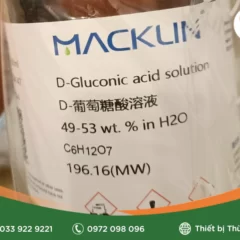 MACKLIN
D-Gluconic acid solution
D-葡萄糖酸溶液
49-53 wt. % in H2O
C6H12O7
196.16(MW)
033 922 9221
0972 098 096
Thiết bị Th